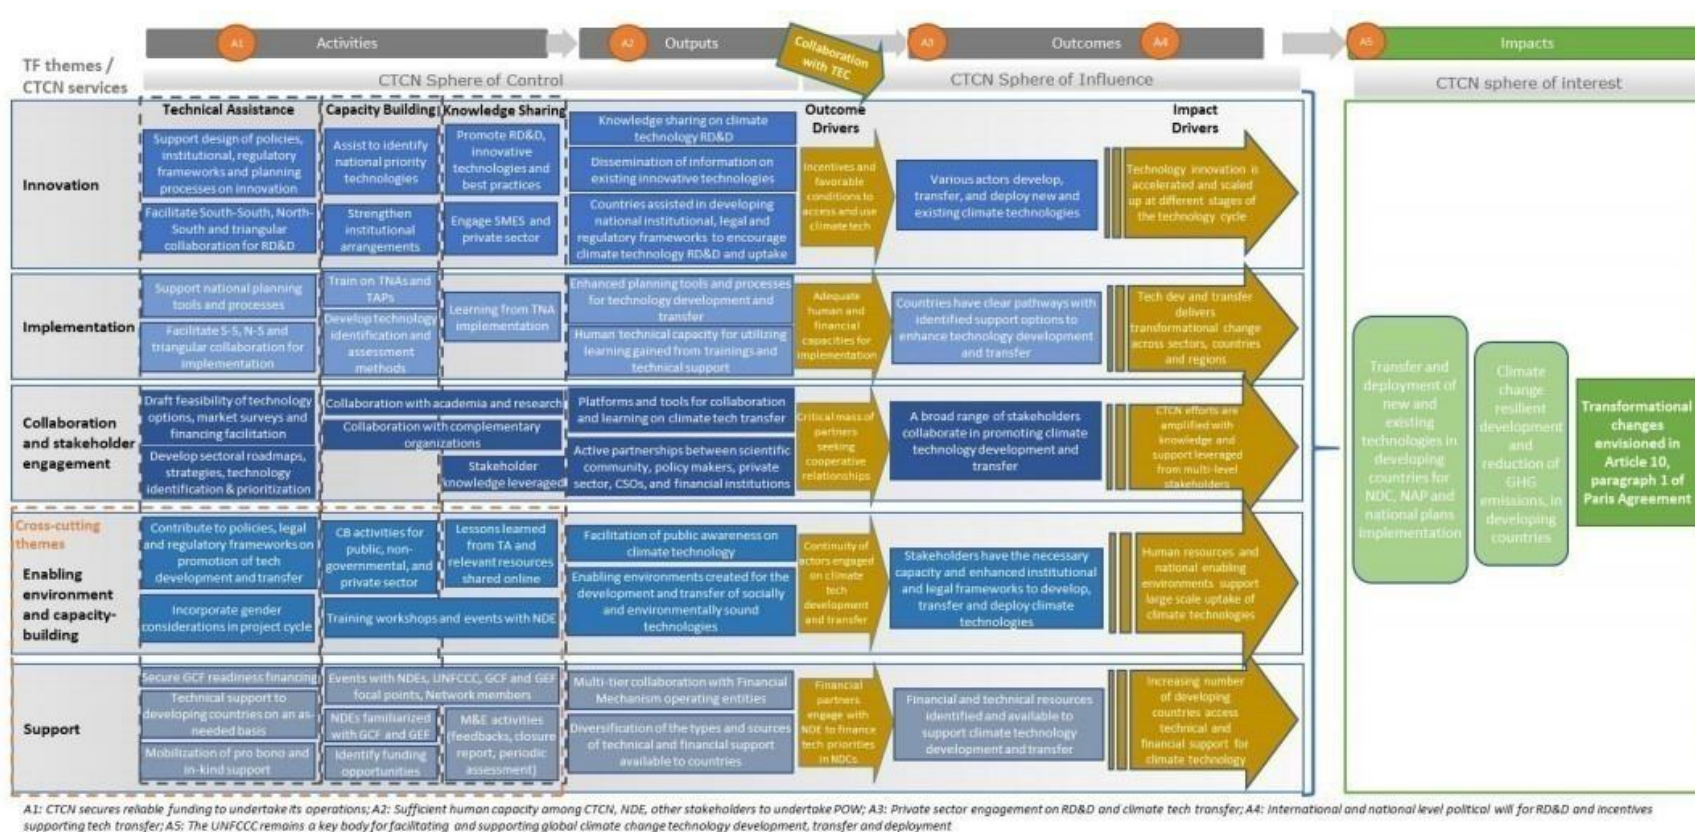 A1
Activities
A2
Outputs
Collaboration
with TEC
A3
Outcomes
A4
A5
Impacts
TF themes /
CTCN services
CTCN Sphere of Control
CTCN Sphere of Influence
CTCN sphere of interest
Technical Assistance
Capacity Building
Knowledge Sharing
Outcome
Drivers
Impact
Drivers
Innovation
Support design of policies,
institutional, regulatory
frameworks and planning
processes on innovation
Facilitate South-South, North-
South and triangular
collaboration for RD&D
Assist to identify
national priority
technologies
Strengthen
institutional
arrangements
Promote RD&D,
innovative
technologies and
best practices
Engage SMES and
private sector
Knowledge sharing on climate
technology RD&D
Dissemination of information on
existing innovative technologies
Countries assisted in developing
national institutional, legal and
regulatory frameworks to encourage
climate technology RD&D and uptake
Incentives and
favorable
conditions to
access and use
climate tech
Various actors develop,
transfer, and deploy new and
existing climate technologies
Technology innovation is
accelerated and scaled
up at different stages of
the technology cycle
Implementation
Support national planning
tools and processes
Facilitate S-S, N-S and
triangular collaboration for
implementation
Train on TNAs and
TAPs
Develop technology
identification and
assessment
methods
Learning from TNA
implementation
Enhanced planning tools and processes
for technology development and
transfer
Human technical capacity for utilizing
learning gained from trainings and
technical support
Adequate
human and
financial
capacities for
implementation
Countries have clear pathways with
identified support options to
enhance technology development
and transfer
Tech dev and transfer
delivers
transformational change
across sectors, countries
and regions
Collaboration
and stakeholder
engagement
Draft feasibility of technology
options, market surveys and
financing facilitation
Develop sectoral roadmaps,
strategies, technology
identification & prioritization
Collaboration with academia and research
Collaboration with complementary
organizations
Stakeholder
knowledge leveraged
Platforms and tools for collaboration
and learning on climate tech transfer
Active partnerships between scientific
community, policy makers, private
sector, CSOs, and financial institutions
Critical mass of
partners
seeking
cooperative
relationships
A broad range of stakeholders
collaborate in promoting climate
technology development and
transfer
CTCN efforts are
amplified with
knowledge and
support leveraged
from multi-level
stakeholders
Cross-cutting
themes
Enabling
environment
and capacity-
building
Contribute to policies, legal
and regulatory frameworks on
promotion of tech
development and transfer
Incorporate gender
considerations in project cycle
CB activities for
public, non-
governmental, and
private sector
Lessons learned
from TA and
relevant resources
shared online
Training workshops and events with NDE
Facilitation of public awareness on
climate technology
Enabling environments created for the
development and transfer of socially
and environmentally sound
technologies
Continuity of
actors engaged
on climate
tech
development
and transfer
Stakeholders have the necessary
capacity and enhanced institutional
and legal frameworks to develop,
transfer and deploy climate
technologies
Human resources and
national enabling
environments support
large scale uptake of
climate technologies
Support
Secure GCF readiness financing
Technical support to
developing countries on an as-
needed basis
Mobilization of pro bono and
in-kind support
Events with NDEs, UNFCCC, GCF and GEF
focal points, Network members
NDEs familiarized
with GCF and GEF
Identify funding
opportunities
M&E activities
(feedbacks, closure
report, periodic
assessment)
Multi-tier collaboration with Financial
Mechanism operating entities
Diversification of the types and sources
of technical and financial support
available to countries
Financial
partners
engage with
NDE to finance
tech priorities
in NDCs
Financial and technical resources
identified and available to
support climate technology
development and transfer
Increasing number
of developing
countries access
technical and
financial support for
climate technology
Transfer and
deployment of
new and
existing
technologies in
developing
countries for
NDC, NAP and
national plans
implementation
Climate
change
resilient
development
and
reduction of
GHG
emissions, in
developing
countries
Transformational
changes
envisioned in
Article 10,
paragraph 1 of
Paris Agreement
A1: CTCN secures reliable funding to undertake its operations; A2: Sufficient human capacity among CTCN, NDE, other stakeholders to undertake POW; A3: Private sector engagement on RD&D and climate tech transfer; A4: International and national level political will for RD&D and incentives
supporting tech transfer; A5: The UNFCCC remains a key body for facilitating and supporting global climate change technology development, transfer and deployment